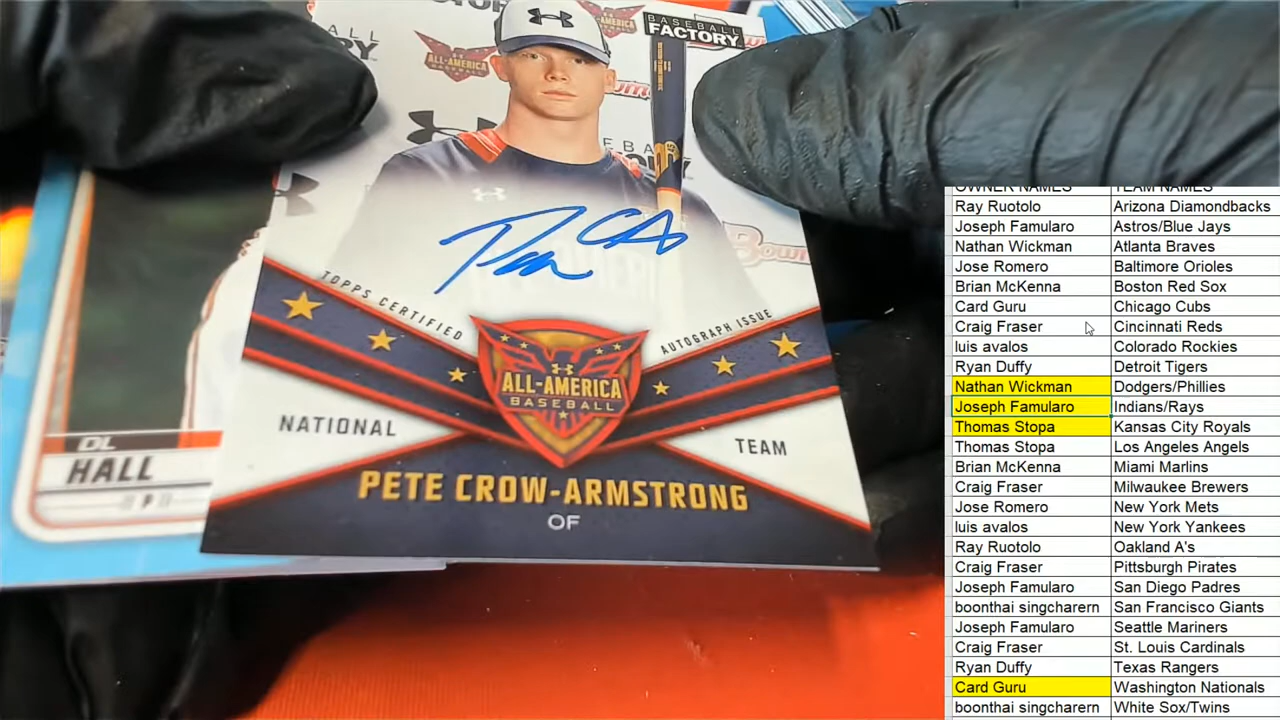 BASEBALL
FACTORY
ALL-AMERICA
BASEBALL
Bowman
TOPPS CERTIFIED
AUTOGRAPH ISSUE
ALL-AMERICA
BASEBALL
NATIONAL
TEAM
PETE CROW-ARMSTRONG
OF
DL
HALL
P
OWNER NAMES TEAM NAMES
Ray Ruotolo Arizona Diamondbacks
Joseph Famularo Astros/Blue Jays
Nathan Wickman Atlanta Braves
Jose Romero Baltimore Orioles
Brian McKenna Boston Red Sox
Card Guru Chicago Cubs
Craig Fraser Cincinnati Reds
luis avalos Colorado Rockies
Ryan Duffy Detroit Tigers
Nathan Wickman Dodgers/Phillies
Joseph Famularo Indians/Rays
Thomas Stopa Kansas City Royals
Thomas Stopa Los Angeles Angels
Brian McKenna Miami Marlins
Craig Fraser Milwaukee Brewers
Jose Romero New York Mets
luis avalos New York Yankees
Ray Ruotolo Oakland A's
Craig Fraser Pittsburgh Pirates
Joseph Famularo San Diego Padres
boonthai singcharern San Francisco Giants
Joseph Famularo Seattle Mariners
Craig Fraser St. Louis Cardinals
Ryan Duffy Texas Rangers
Card Guru Washington Nationals
boonthai singcharern White Sox/Twins